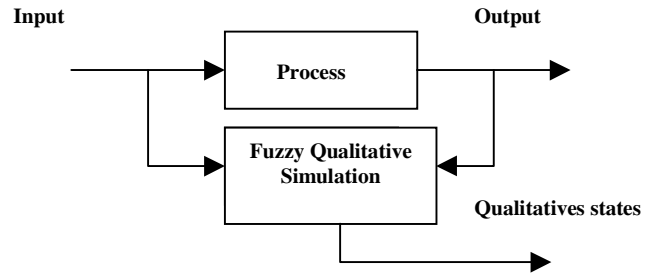 Input
Output
Process
Fuzzy Qualitative
Simulation
Qualitatives states